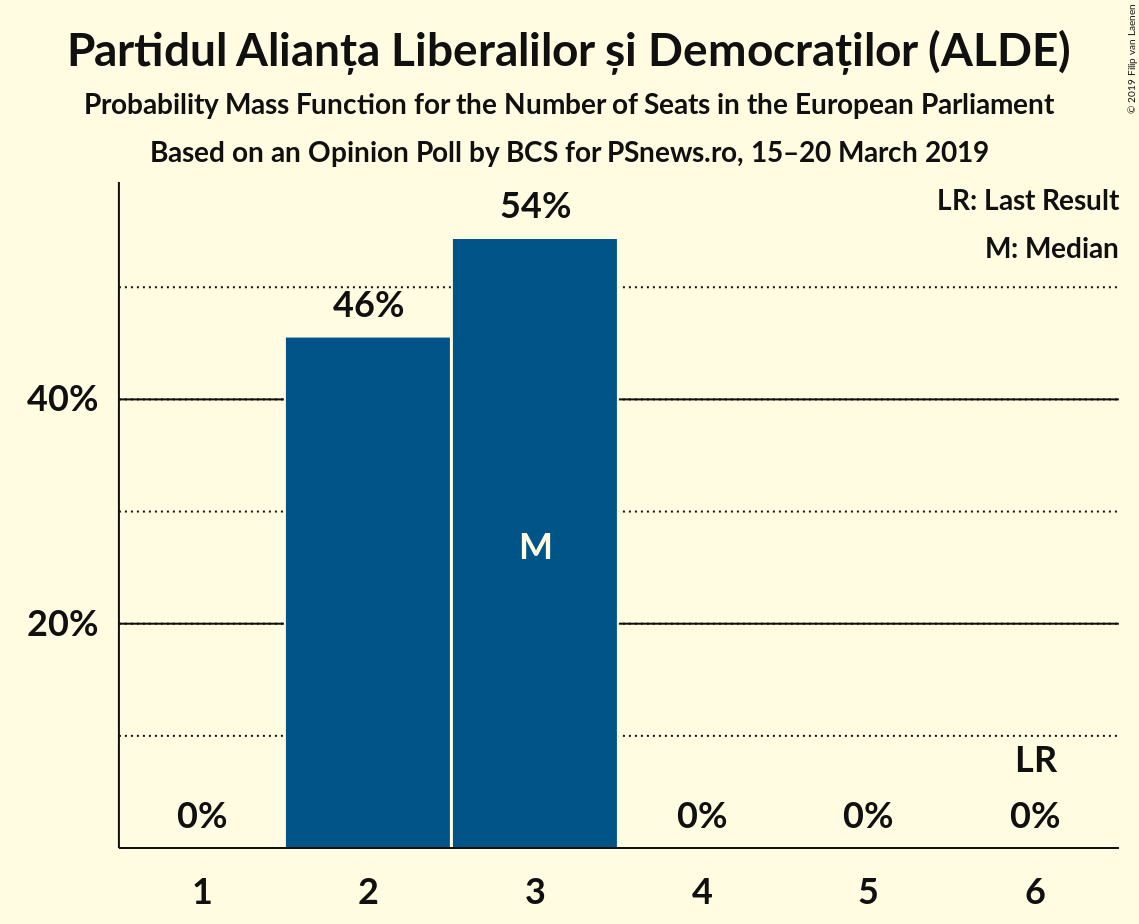 Partidul Alianța Liberalilor și Democraților (ALDE)
Probability Mass Function for the Number of Seats in the European Parliament
Based on an Opinion Poll by BCS for PSnews.ro, 15–20 March 2019
© 2019 Filip van Laenen
LR: Last Result
M: Median
54%
46%
40%
M
20%
LR
0%
0%
0%
0%
1
2
3
4
5
6